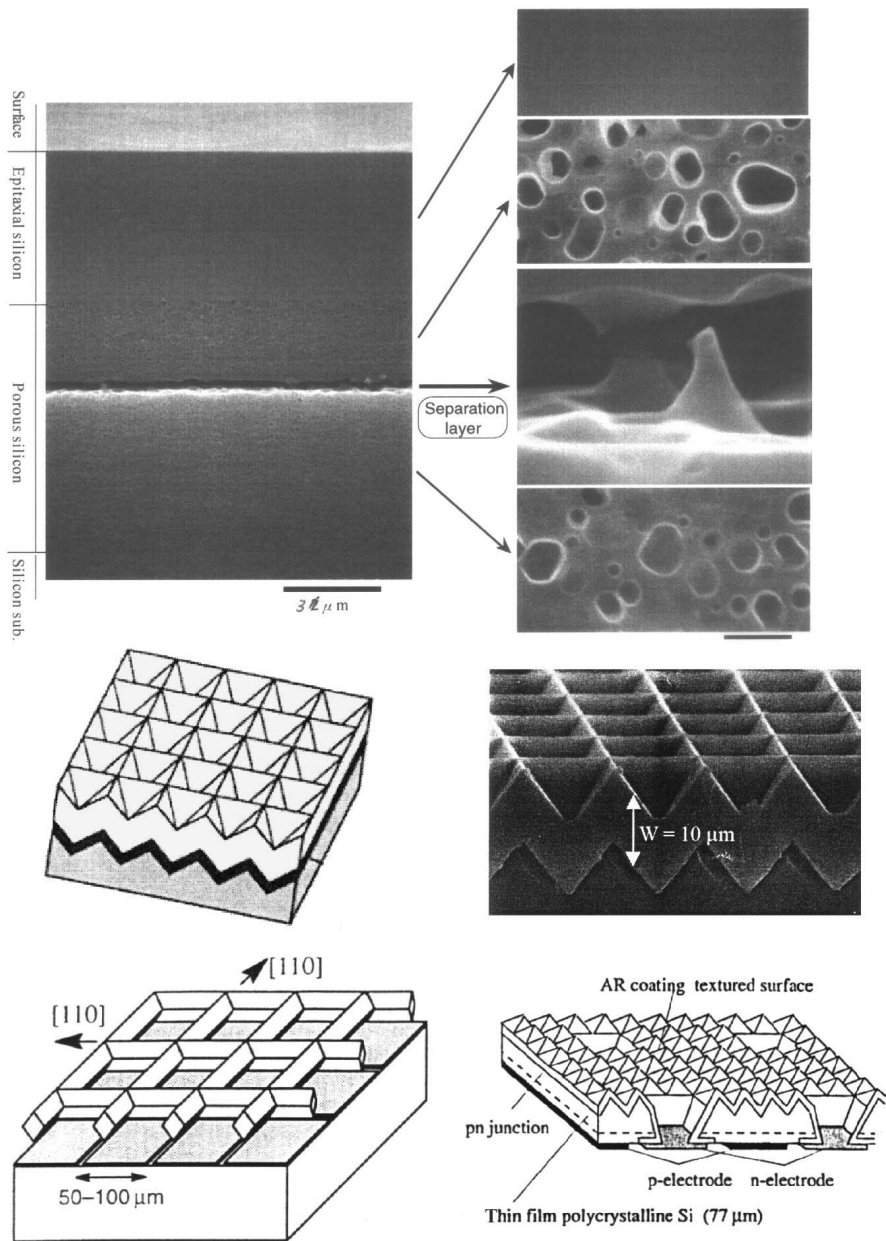 Surface
Epitaxial silicon
Porous silicon
Silicon sub.
Separation
layer
μm
W = 10 µm
[110]
[110]
50–100 µm
AR coating textured surface
pn junction
p-electrode
n-electrode
Thin film polycrystalline Si (77 µm)